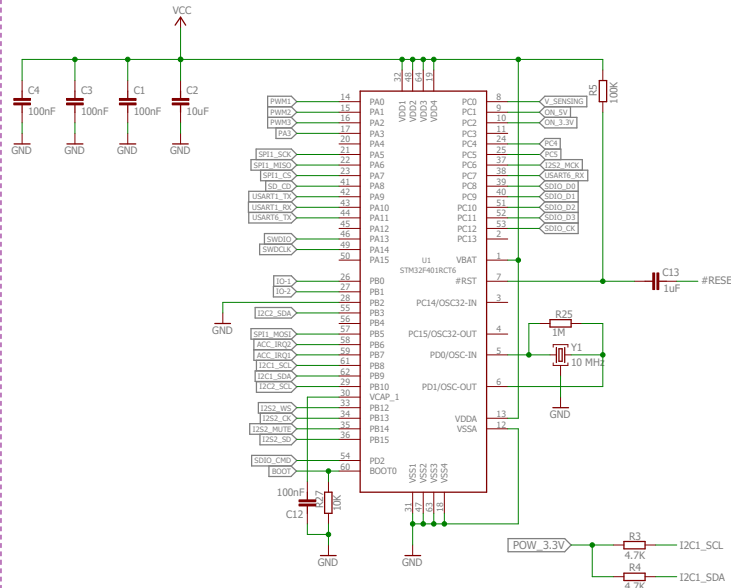 VCC
C4
100nF
GND
C3
100nF
GND
C1
100nF
GND
C2
10uF
GND
32
48
64
19
VDD1
VDD2
VDD3
VDD4
R5
100K
PWM1 14 PA0
PWM2 15 PA1
PWM3 16 PA2
PA3 17 PA3
20 PA4
SPI1_SCK 21 PA5
SPI1_MISO 22 PA6
SPI1_CS 23 PA7
SD_CD 41 PA8
USART1_TX 42 PA9
USART1_RX 43 PA10
USART6_TX 44 PA11
45 PA12
SWDIO 46 PA13
SWDCLK 49 PA14
50 PA15
IO-1 26 PB0
IO-2 27 PB1
28 PB2
GND
I2C2_SDA 55 PB3
56 PB4
SPI1_MOSI 57 PB5
ACC_IRQ2 58 PB6
ACC_IRQ1 59 PB7
I2C1_SCL 61 PB8
I2C1_SDA 62 PB9
I2C2_SCL 29 PB10
30 VCAP_1
I2S2_WS 33 PB12
I2S2_CK 34 PB13
I2S2_MUTE 35 PB14
I2S2_SD 36 PB15
SDIO_CMD 54 PD2
BOOT 60 BOOT0
U1
STM32F401RCT6
PC0 8 V_SENSING
PC1 9 ON_5V
PC2 10 ON_3.3V
PC3 11
PC4 24 PC4
PC5 25 PC5
PC6 37 I2S2_MCK
PC7 38 USART6_RX
PC8 39 SDIO_D0
PC9 40 SDIO_D1
PC10 51 SDIO_D2
PC11 52 SDIO_D3
PC12 53 SDIO_CK
PC13 2
VBAT 1
#RST 7
PC14/OSC32-IN 3
PC15/OSC32-OUT 4
PD0/OSC-IN 5
PD1/OSC-OUT 6
VDDA 13
VSSA 12
C13
1uF
#RESE
R25
1M
Y1
10 MHz
GND
VSS1
VSS2
VSS3
VSS4
31
47
63
18
GND
100nF
C12
R27
10K
GND
POW_3.3V
R3
4.7K
I2C1_SCL
R4
4.7K
I2C1_SDA